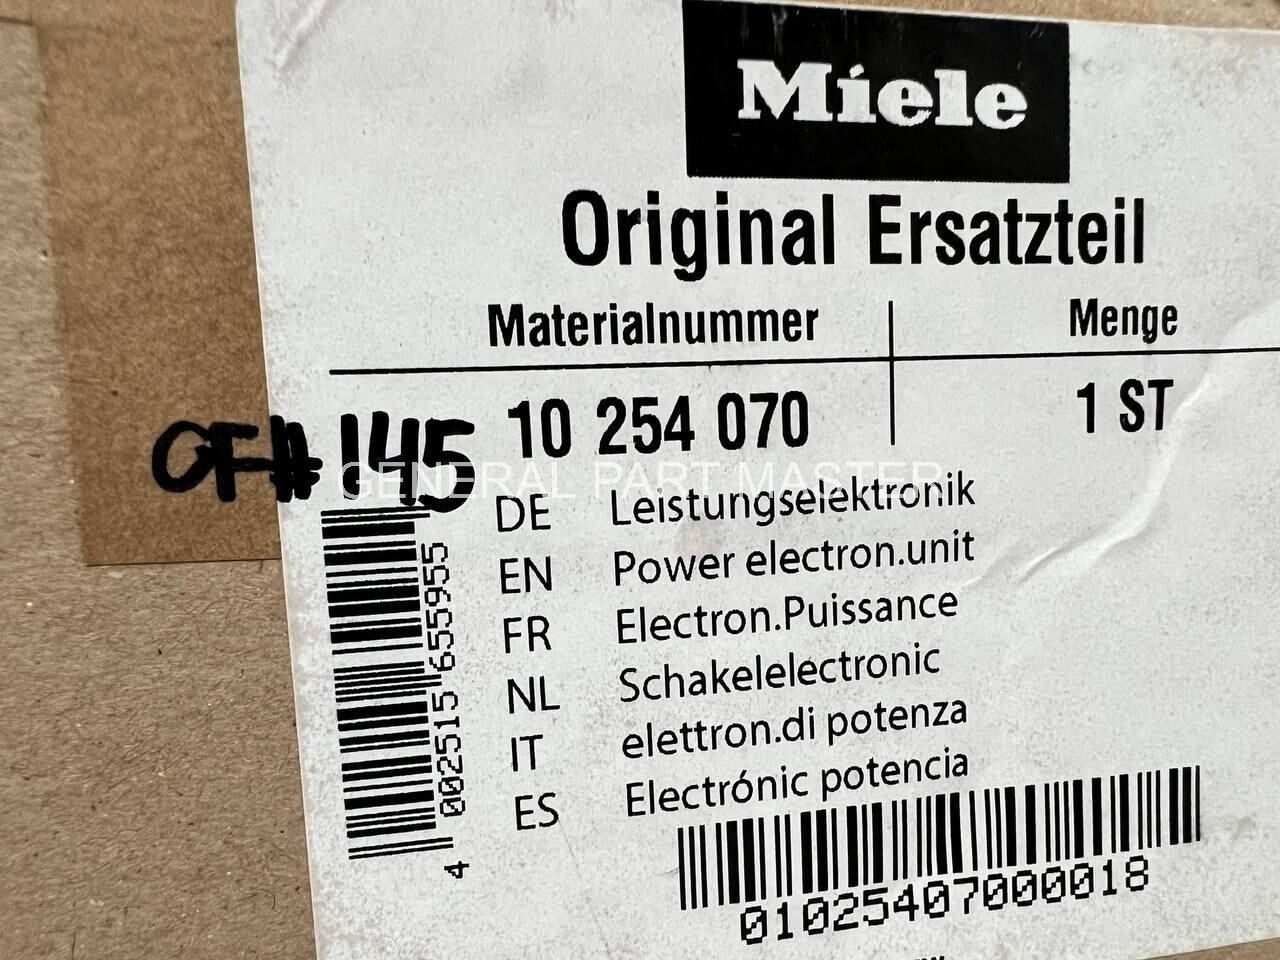 Miele
Original Ersatzteil
Materialnummer Menge
10 254 070 1 ST
OF#145
GENERAL PART MASTER
DE Leistungselektronik
EN Power electron.unit
FR Electron.Puissance
NL Schakelelectronic
IT elettron.di potenza
ES Electrónic potencia
4 002515 655955
01025407000018